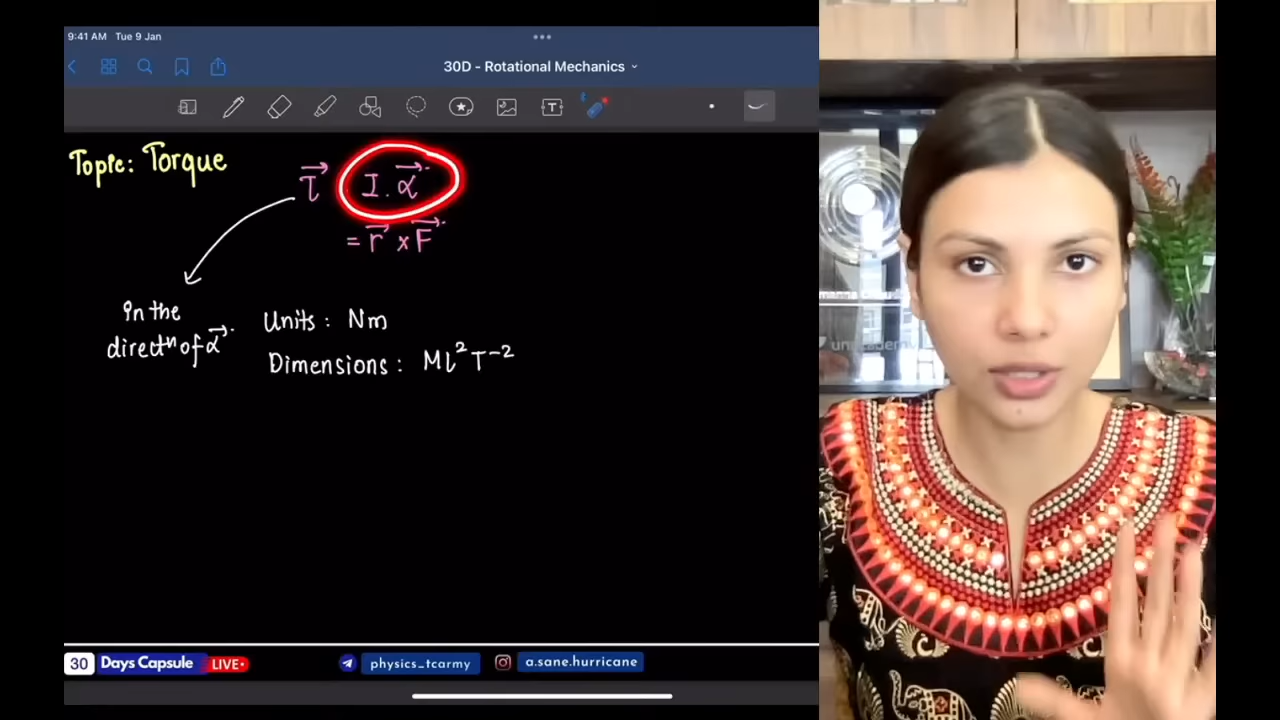 9:41 AM Tue 9 Jan
30D - Rotational Mechanics
Topic: Torque
τ⃗ I. α⃗
= r⃗ × F⃗
in the
directⁿ of α⃗
Units: Nm
Dimensions: ML² T⁻²
30 Days Capsule LIVE
physics_tcarmy
a.sane.hurricane